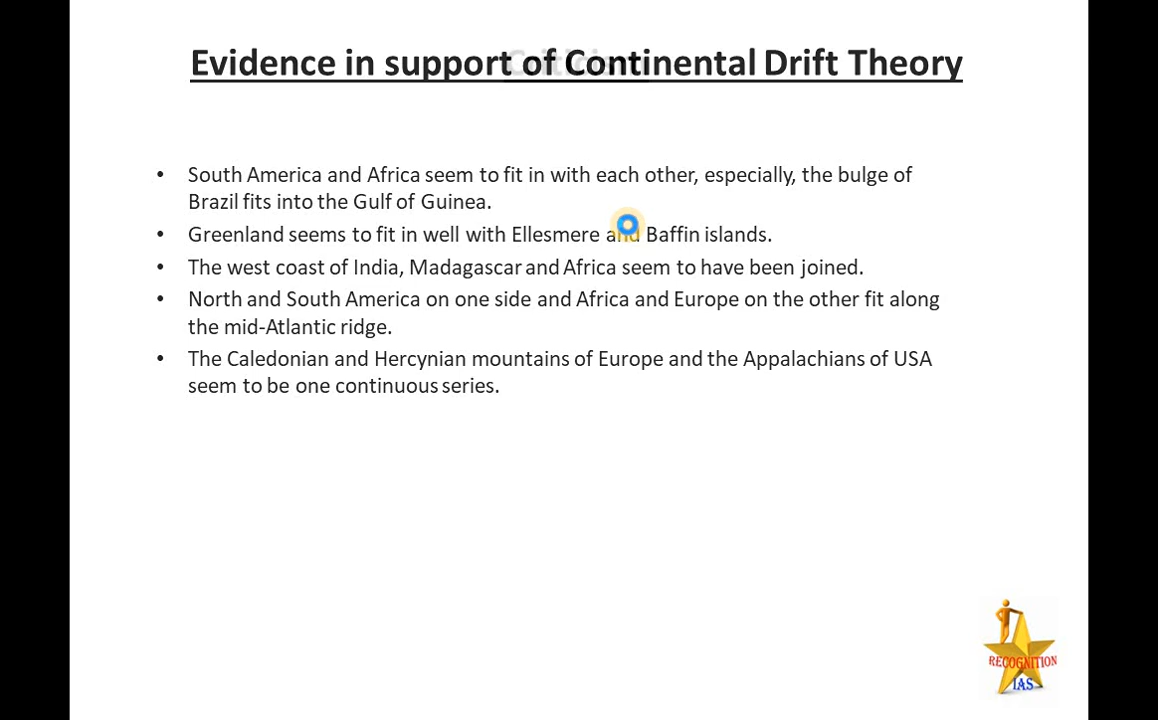 Evidence in support of Continental Drift Theory
• South America and Africa seem to fit in with each other, especially, the bulge of
Brazil fits into the Gulf of Guinea.
• Greenland seems to fit in well with Ellesmere and Baffin islands.
• The west coast of India, Madagascar and Africa seem to have been joined.
• North and South America on one side and Africa and Europe on the other fit along
the mid-Atlantic ridge.
• The Caledonian and Hercynian mountains of Europe and the Appalachians of USA
seem to be one continuous series.
RECOGNITION
IAS